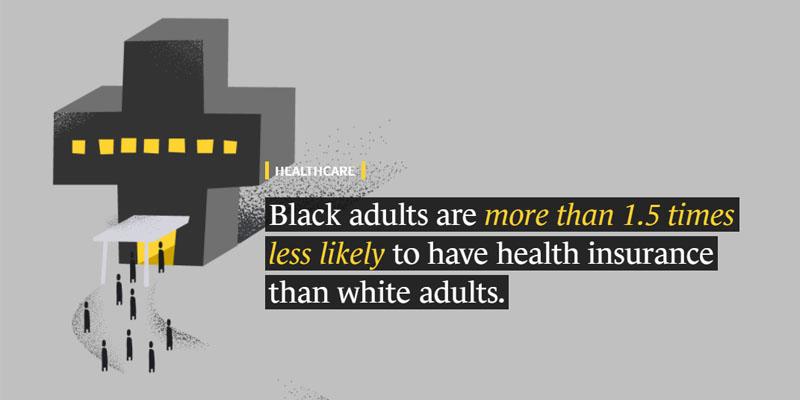 HEALTHCARE
Black adults are more than 1.5 times
less likely to have health insurance
than white adults.